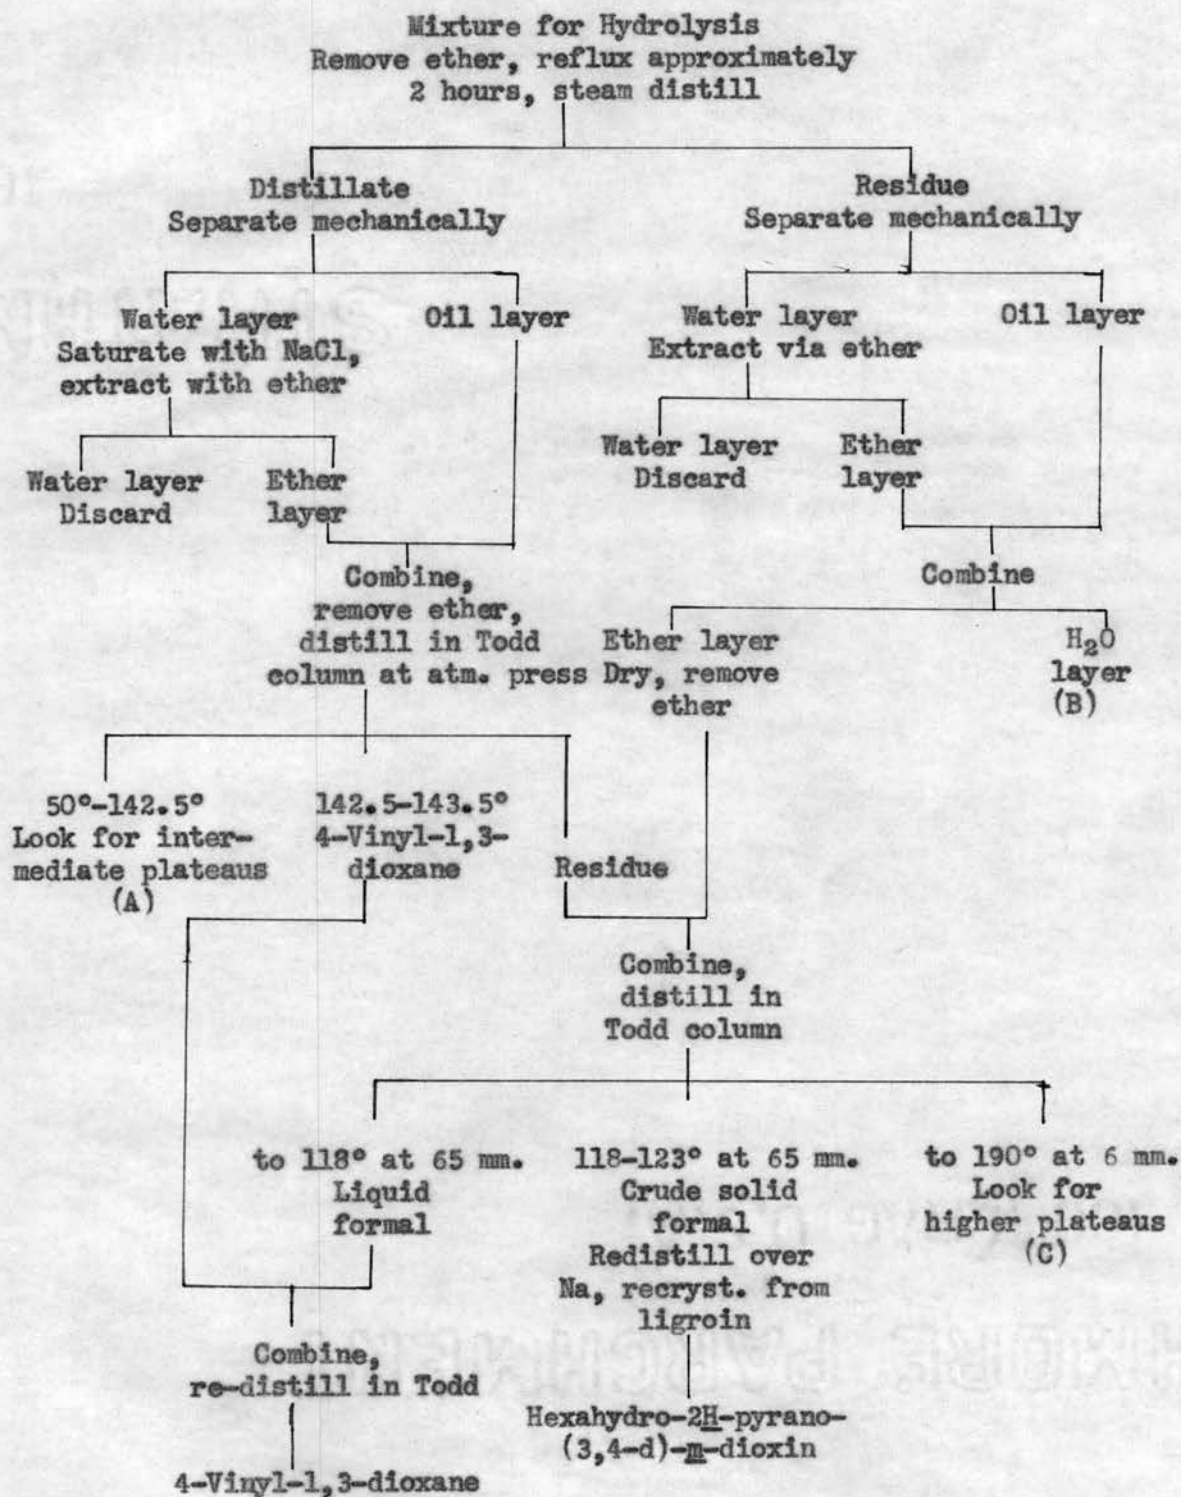 Mixture for Hydrolysis
Remove ether, reflux approximately
2 hours, steam distill
Distillate
Separate mechanically
Residue
Separate mechanically
Water layer
Saturate with NaCl,
extract with ether
Oil layer
Water layer
Extract via ether
Oil layer
Water layer
Discard
Ether
layer
Water layer
Discard
Ether
layer
Combine,
remove ether,
distill in Todd
column at atm. press
Combine
Ether layer
Dry, remove
ether
H₂O
layer
(B)
50°-142.5°
Look for inter-
mediate plateaus
(A)
142.5-143.5°
4-Vinyl-1,3-
dioxane
Residue
Combine,
distill in
Todd column
to 118° at 65 mm.
Liquid
formal
118-123° at 65 mm.
Crude solid
formal
Redistill over
Na, recryst. from
ligroin
to 190° at 6 mm.
Look for
higher plateaus
(C)
Combine,
re-distill in Todd
4-Vinyl-1,3-dioxane
Hexahydro-2H-pyrano-
(3,4-d)-m-dioxin